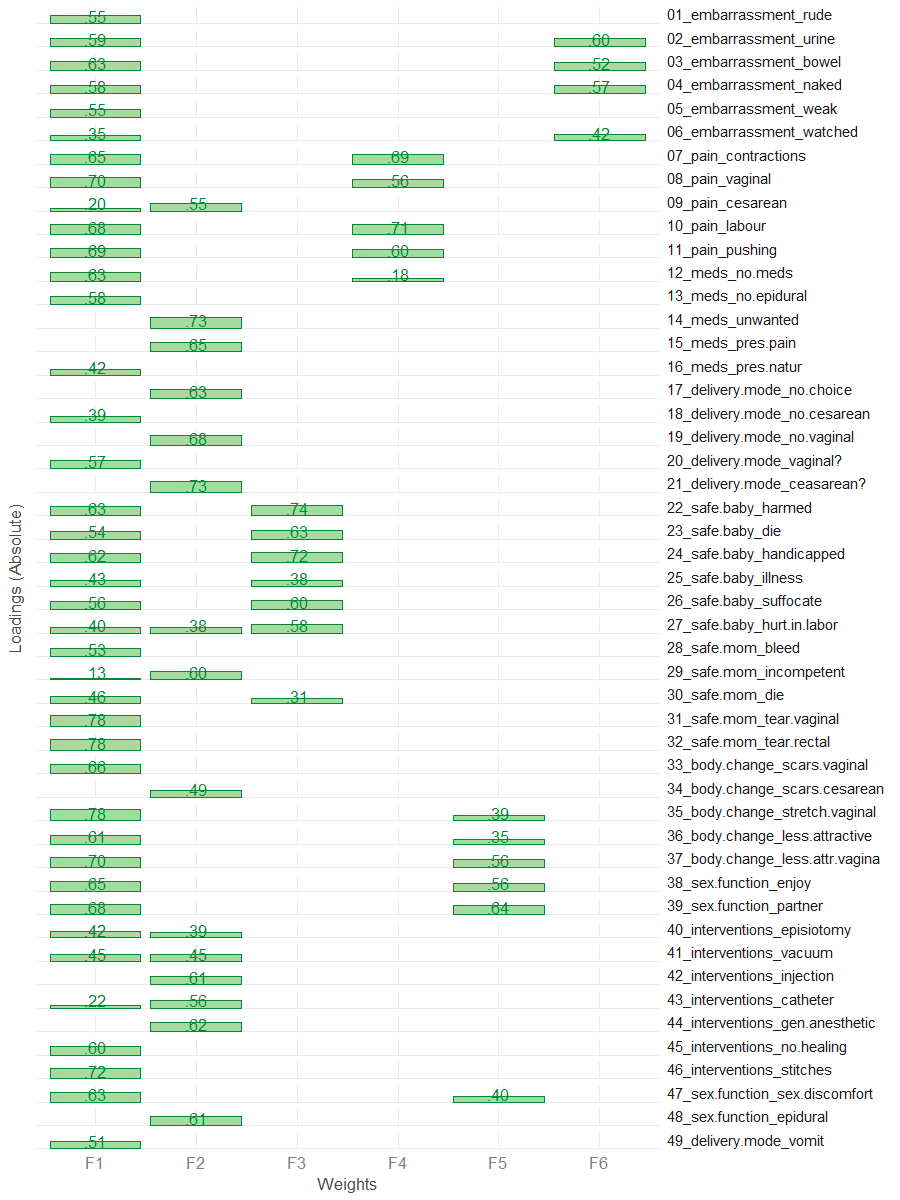 .55 01_embarrassment_rude
.59 .60 02_embarrassment_urine
.63 .52 03_embarrassment_bowel
.58 .57 04_embarrassment_naked
.55 05_embarrassment_weak
.35 .42 06_embarrassment_watched
.65 .69 07_pain_contractions
.70 .56 08_pain_vaginal
.20 .55 09_pain_cesarean
.68 .71 10_pain_labour
.69 .60 11_pain_pushing
.63 .18 12_meds_no.meds
.58 13_meds_no.epidural
.73 14_meds_unwanted
.65 15_meds_pres.pain
.42 16_meds_pres.natur
.63 17_delivery.mode_no.choice
.39 18_delivery.mode_no.cesarean
.68 19_delivery.mode_no.vaginal
.57 20_delivery.mode_vaginal?
.73 21_delivery.mode_ceasarean?
.63 .74 22_safe.baby_harmed
.54 .63 23_safe.baby_die
.62 .72 24_safe.baby_handicapped
.43 .38 25_safe.baby_illness
.56 .60 26_safe.baby_suffocate
.40 .38 .58 27_safe.baby_hurt.in.labor
.53 28_safe.mom_bleed
.13 .60 29_safe.mom_incompetent
.46 .31 30_safe.mom_die
.78 31_safe.mom_tear.vaginal
.78 32_safe.mom_tear.rectal
.66 33_body.change_scars.vaginal
.49 34_body.change_scars.cesarean
.78 .39 35_body.change_stretch.vaginal
.61 .35 36_body.change_less.attractive
.70 .56 37_body.change_less.attr.vagina
.65 .56 38_sex.function_enjoy
.68 .64 39_sex.function_partner
.42 .39 40_interventions_episiotomy
.45 .45 41_interventions_vacuum
.61 42_interventions_injection
.22 .56 43_interventions_catheter
.62 44_interventions_gen.anesthetic
.60 45_interventions_no.healing
.72 46_interventions_stitches
.63 .40 47_sex.function_sex.discomfort
.61 48_sex.function_epidural
.51 49_delivery.mode_vomit
Loadings (Absolute)
F1 F2 F3 F4 F5 F6
Weights